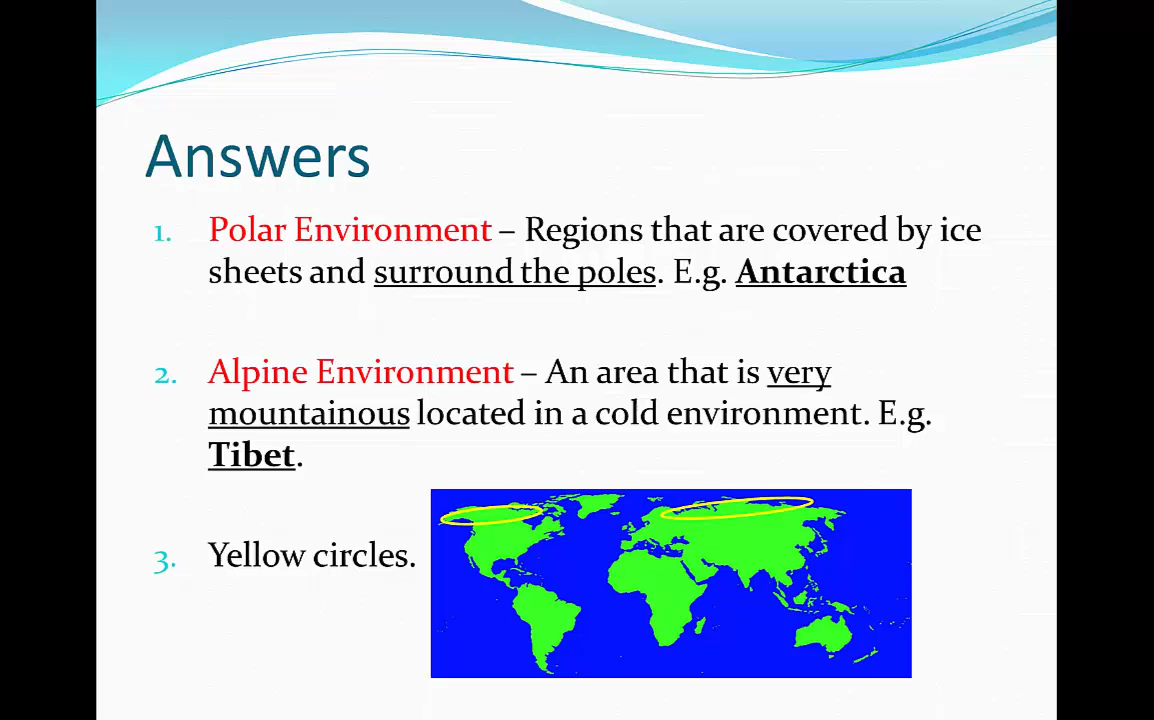 Answers
1. Polar Environment – Regions that are covered by ice
sheets and surround the poles. E.g. Antarctica
2. Alpine Environment – An area that is very
mountainous located in a cold environment. E.g.
Tibet.
3. Yellow circles.